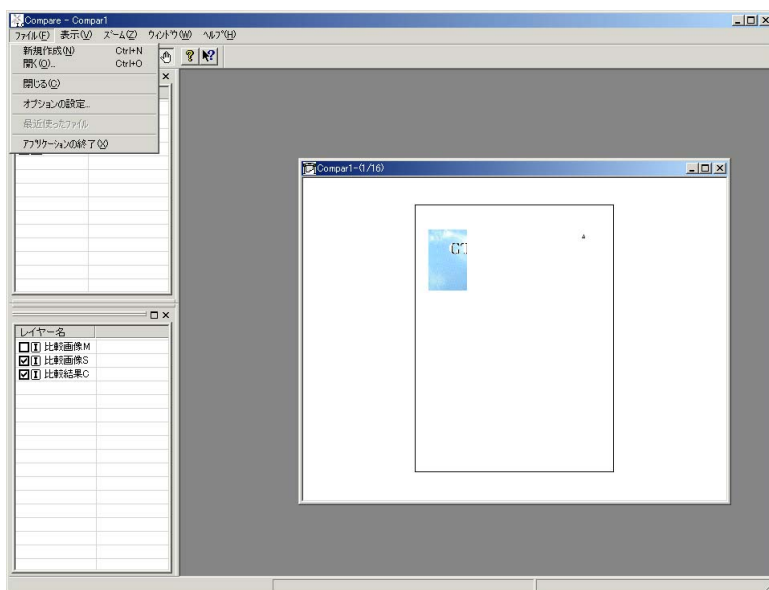 Compare - Compar1
ファイル(F) 表示(V) ズーム(Z) ウィンドウ(W) ヘルプ(H)
新規作成(N) Ctrl+N
開く(O)... Ctrl+O
閉じる(C)
オプションの設定...
最近使ったファイル
アプリケーションの終了(X)
Compar1-(1/16)
レイヤー名
比較画像M
比較画像S
比較結果C